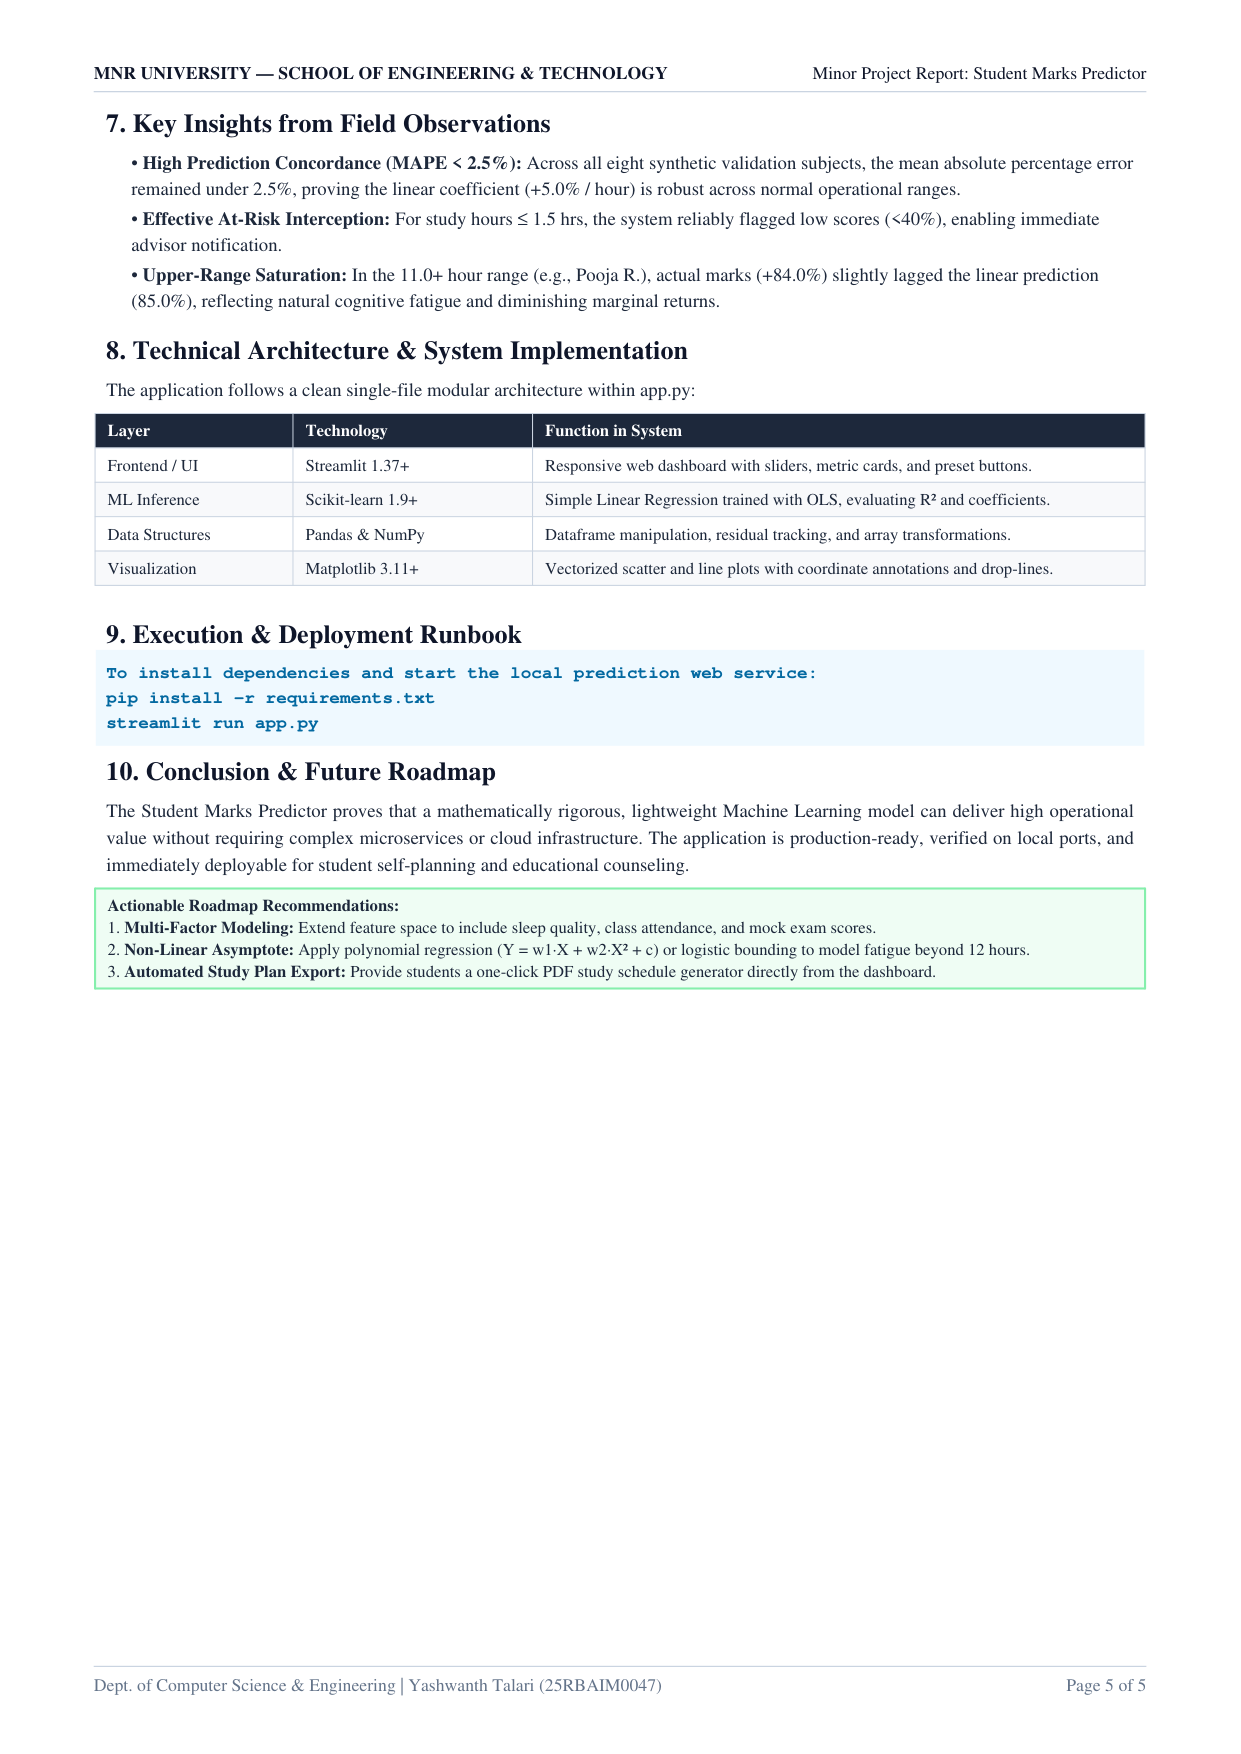 MNR UNIVERSITY — SCHOOL OF ENGINEERING & TECHNOLOGY
Minor Project Report: Student Marks Predictor
7. Key Insights from Field Observations
• High Prediction Concordance (MAPE < 2.5%): Across all eight synthetic validation subjects, the mean absolute percentage error
remained under 2.5%, proving the linear coefficient (+5.0% / hour) is robust across normal operational ranges.
• Effective At-Risk Interception: For study hours ≤ 1.5 hrs, the system reliably flagged low scores (<40%), enabling immediate
advisor notification.
• Upper-Range Saturation: In the 11.0+ hour range (e.g., Pooja R.), actual marks (+84.0%) slightly lagged the linear prediction
(85.0%), reflecting natural cognitive fatigue and diminishing marginal returns.
8. Technical Architecture & System Implementation
The application follows a clean single-file modular architecture within app.py:
Layer Technology Function in System
Frontend / UI Streamlit 1.37+ Responsive web dashboard with sliders, metric cards, and preset buttons.
ML Inference Scikit-learn 1.9+ Simple Linear Regression trained with OLS, evaluating R² and coefficients.
Data Structures Pandas & NumPy Dataframe manipulation, residual tracking, and array transformations.
Visualization Matplotlib 3.11+ Vectorized scatter and line plots with coordinate annotations and drop-lines.
9. Execution & Deployment Runbook
To install dependencies and start the local prediction web service:
pip install -r requirements.txt
streamlit run app.py
10. Conclusion & Future Roadmap
The Student Marks Predictor proves that a mathematically rigorous, lightweight Machine Learning model can deliver high operational
value without requiring complex microservices or cloud infrastructure. The application is production-ready, verified on local ports, and
immediately deployable for student self-planning and educational counseling.
Actionable Roadmap Recommendations:
1. Multi-Factor Modeling: Extend feature space to include sleep quality, class attendance, and mock exam scores.
2. Non-Linear Asymptote: Apply polynomial regression (Y = w1·X + w2·X² + c) or logistic bounding to model fatigue beyond 12 hours.
3. Automated Study Plan Export: Provide students a one-click PDF study schedule generator directly from the dashboard.
Dept. of Computer Science & Engineering | Yashwanth Talari (25RBAIM0047)
Page 5 of 5